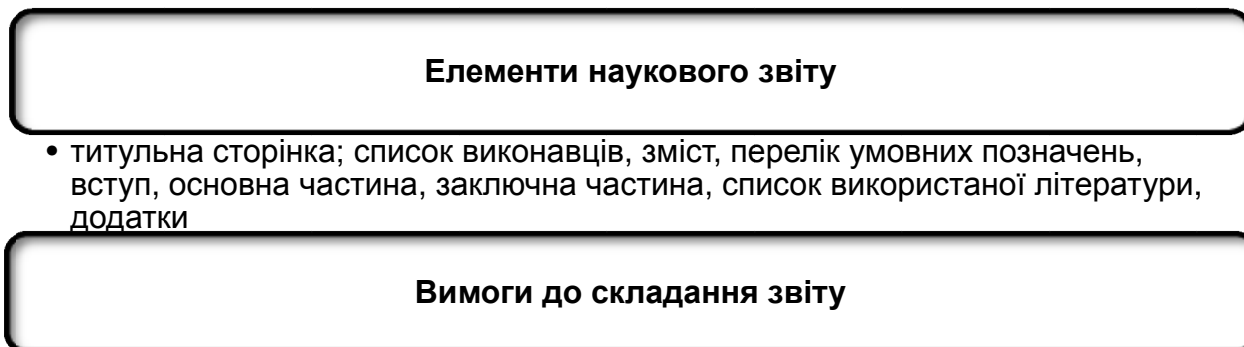 Елементи наукового звіту
• титульна сторінка; список виконавців, зміст, перелік умовних позначень,
вступ, основна частина, заключна частина, список використаної літератури,
додатки
Вимоги до складання звіту